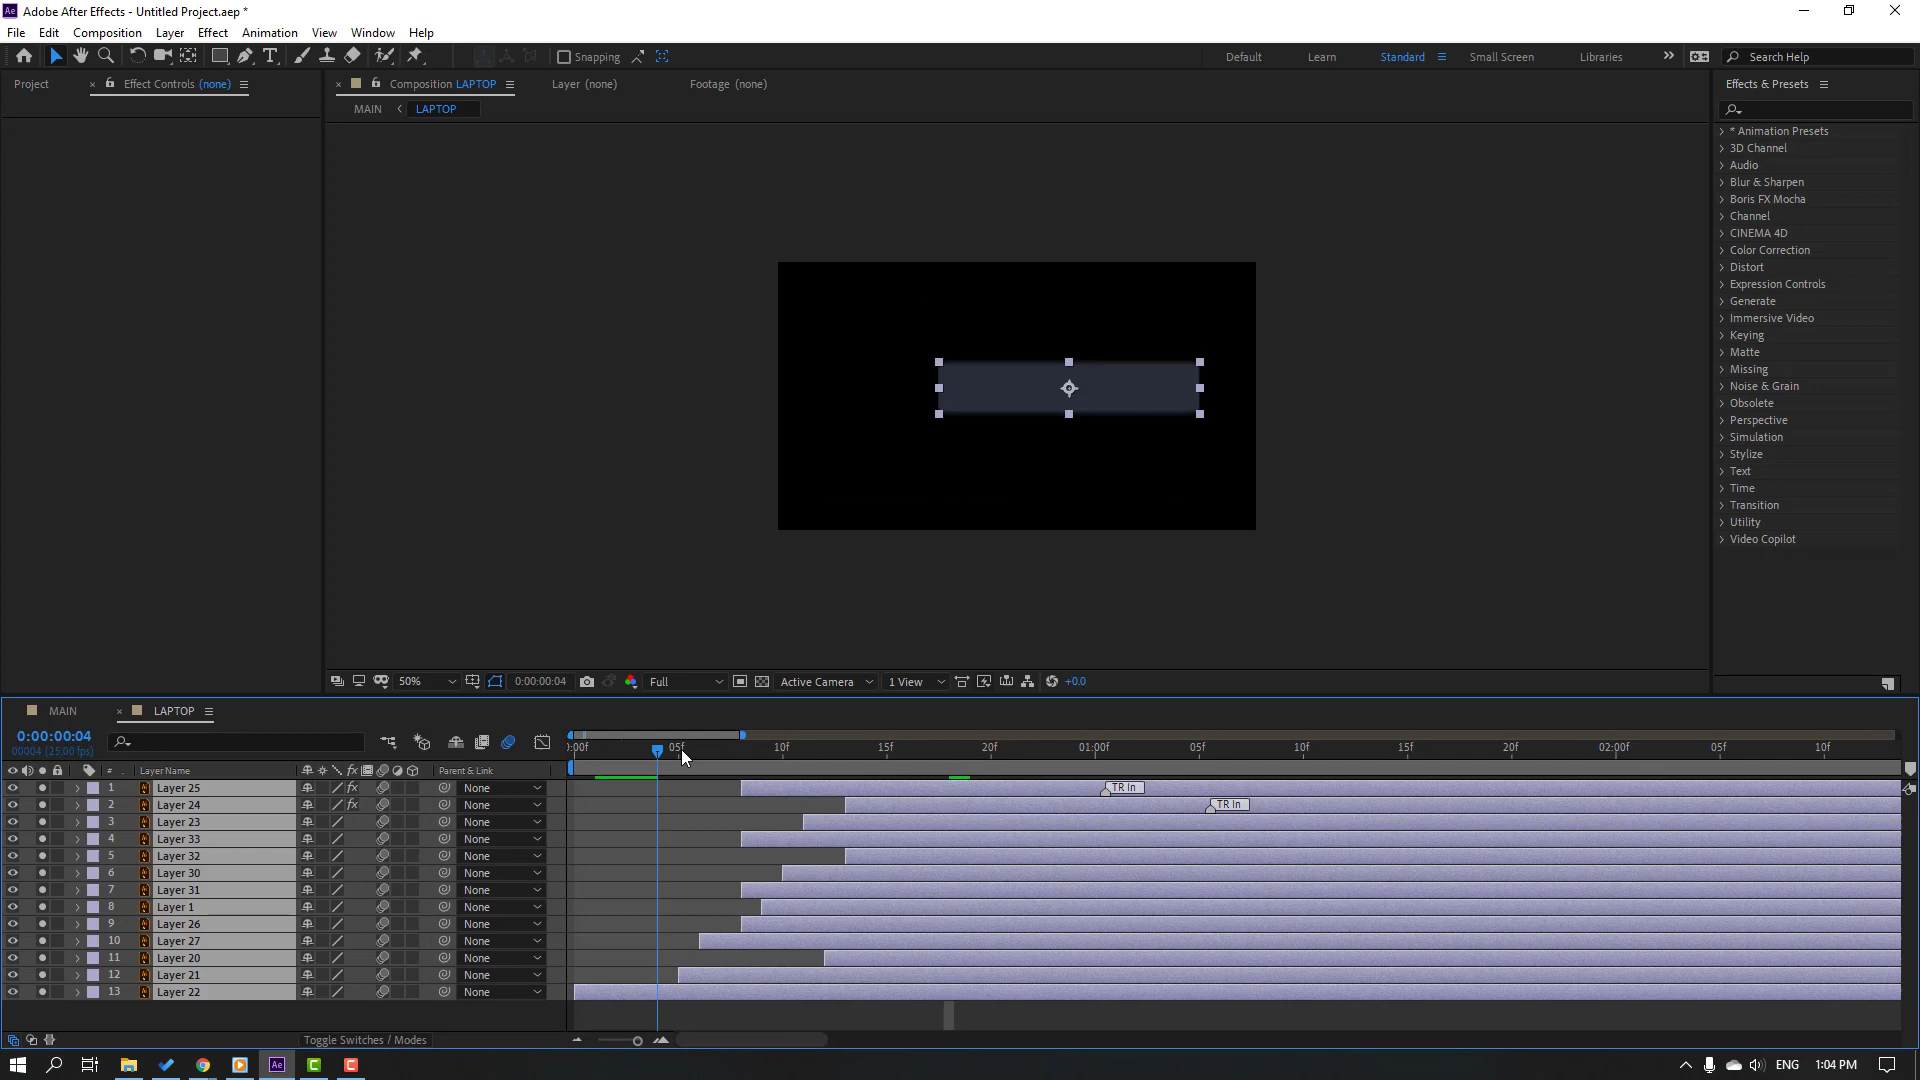 Adobe After Effects - Untitled Project.aep *
File Edit Composition Layer Effect Animation View Window Help
Snapping Default Learn Standard Small Screen Libraries Search Help
Project Effect Controls (none) Composition LAPTOP Layer (none) Footage (none) Effects & Presets
MAIN LAPTOP
* Animation Presets
3D Channel
Audio
Blur & Sharpen
Boris FX Mocha
Channel
CINEMA 4D
Color Correction
Distort
Expression Controls
Generate
Immersive Video
Keying
Matte
Missing
Noise & Grain
Obsolete
Perspective
Simulation
Stylize
Text
Time
Transition
Utility
Video Copilot
50% 0:00:00:04 Full Active Camera 1 View +0.0
MAIN LAPTOP
0:00:00:04
00004 (25.00 fps)
):00f 05f 10f 15f 20f 01:00f 05f 10f 15f 20f 02:00f 05f 10f
# Layer Name fx Parent & Link
1 Layer 25 fx None TR In
2 Layer 24 fx None TR In
3 Layer 23 None
4 Layer 33 None
5 Layer 32 None
6 Layer 30 None
7 Layer 31 None
8 Layer 1 None
9 Layer 26 None
10 Layer 27 None
11 Layer 20 None
12 Layer 21 None
13 Layer 22 None
Toggle Switches / Modes
Ae ENG 1:04 PM